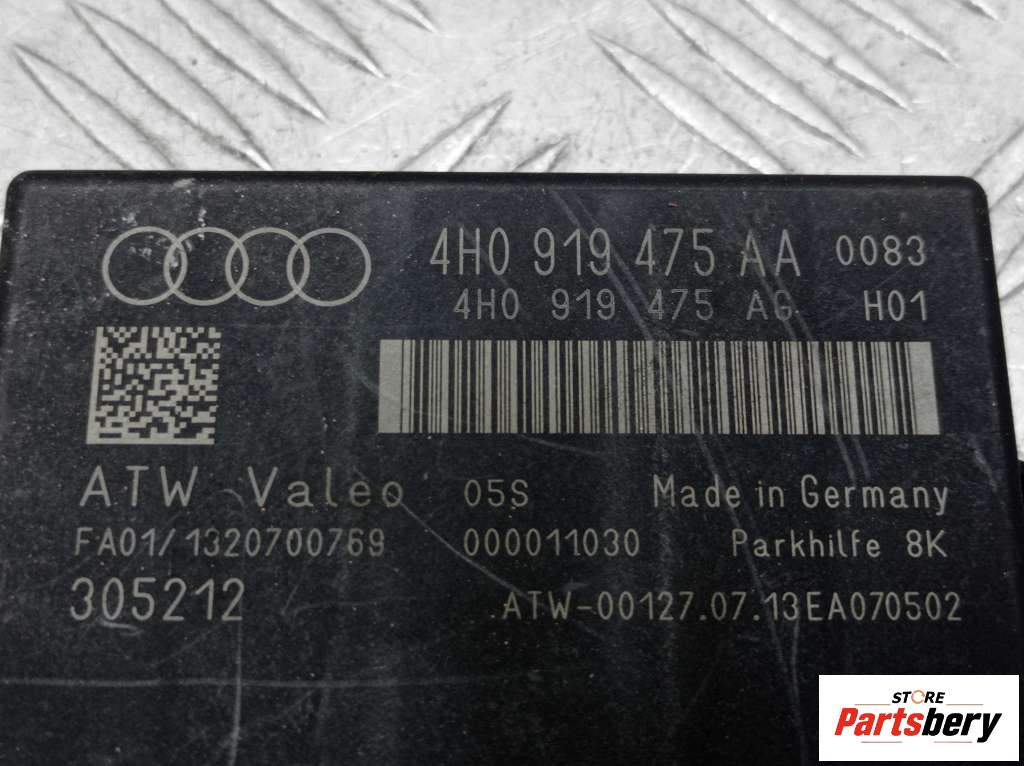 4H0 919 475 AA 0083
4H0 919 475 AG H01
ATW Valeo 05S Made in Germany
FA01/1320700769 000011030 Parkhilfe 8K
305212 ATW-00127.07.13EA070502
STORE
Partsbery